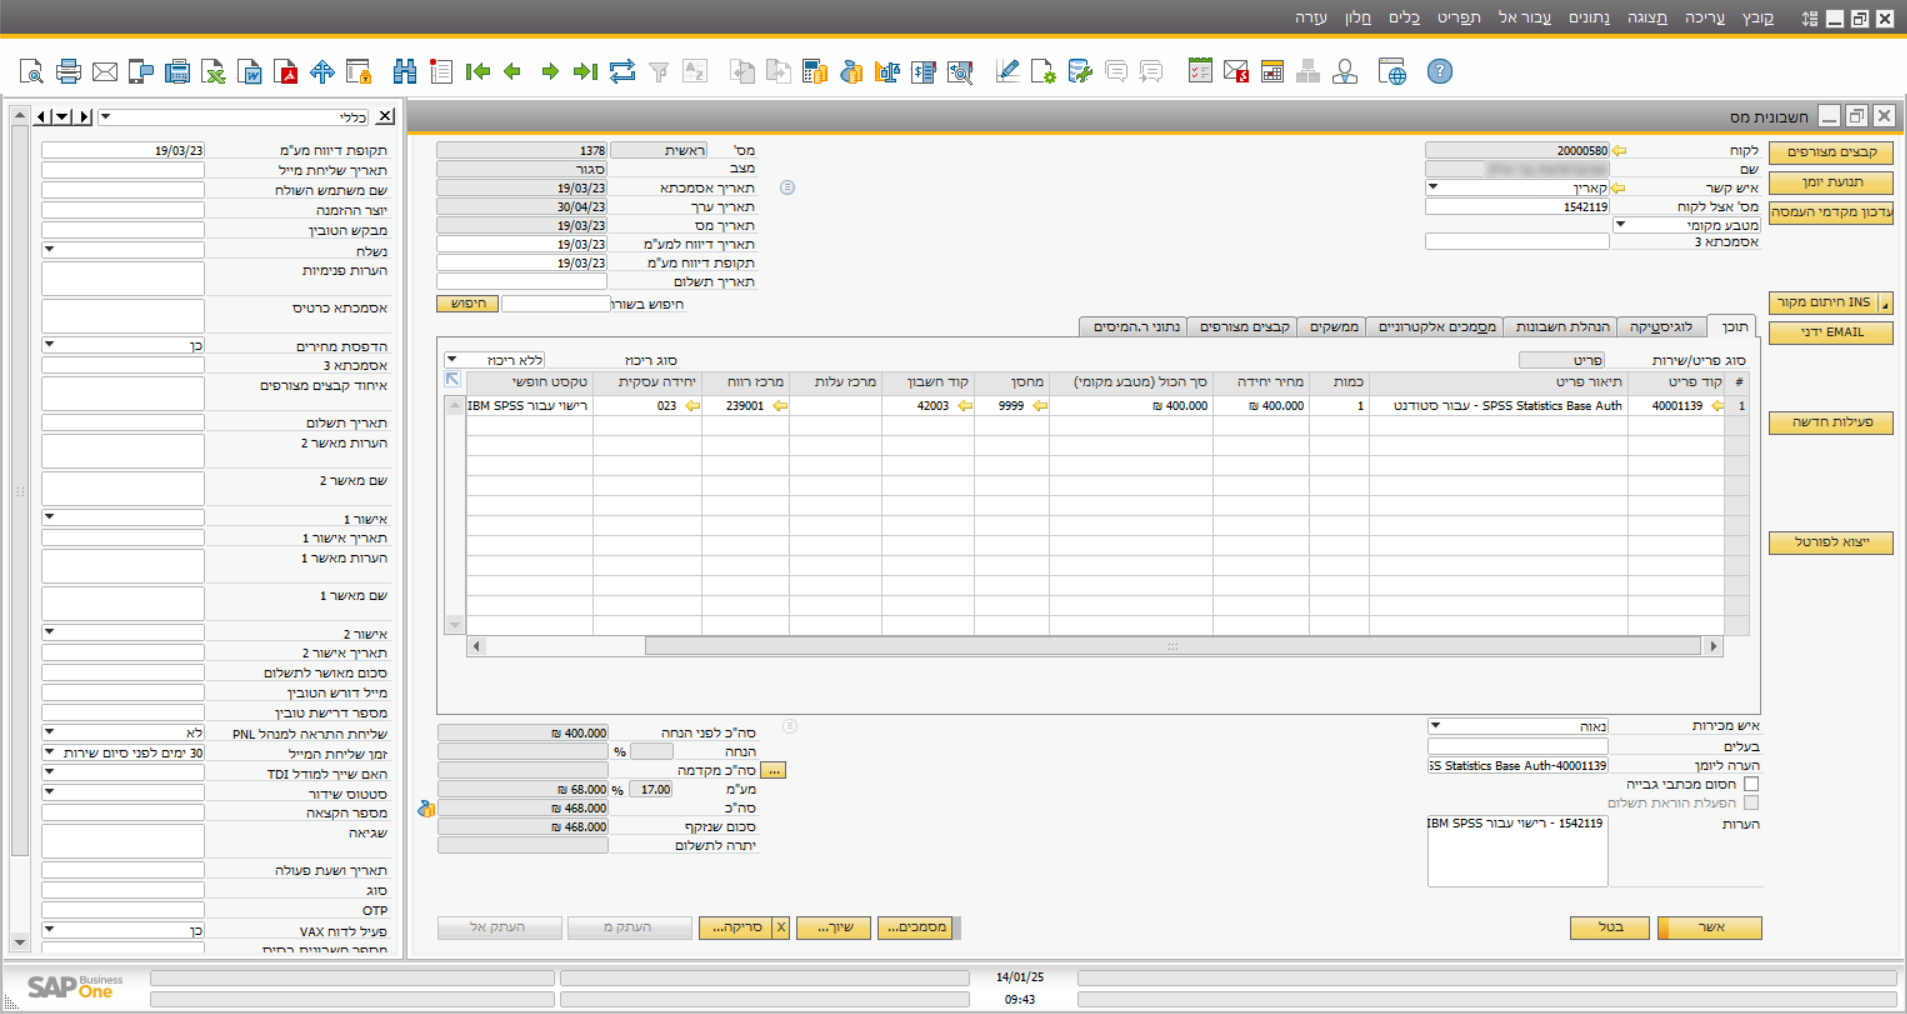 קובץ עריכה תצוגה נתונים עבור אל תפריט כלים חלון עזרה
חשבונית מס
קבצים מצורפים
תנועת יומן
עדכון מקדמי העמסה
INS חיתום מקור
EMAIL ידני
פעילות חדשה
ייצוא לפורטל
לקוח 20000580
שם
איש קשר קארין
מס' אצל לקוח 1542119
מטבע מקומי
אסמכתא 3
מס' ראשית 1378
מצב סגור
תאריך אסמכתא 19/03/23
תאריך ערך 30/04/23
תאריך מס 19/03/23
תאריך דיווח למע"מ 19/03/23
תקופת דיווח מע"מ 19/03/23
תאריך תשלום
חיפוש בשורה חיפוש
תוכן לוגיסטיקה הנהלת חשבונות מסמכים אלקטרוניים ממשקים קבצים מצורפים נתוני ר.המיסים
סוג פריט/שירות פריט סוג ריכוז ללא ריכוז
# קוד פריט תיאור פריט כמות מחיר יחידה סך הכול (מטבע מקומי) מחסן קוד חשבון מרכז עלות מרכז רווח יחידה עסקית טקסט חופשי
1 40001139 SPSS Statistics Base Auth - עבור סטודנט 1 400.000 ₪ 400.000 ₪ 9999 42003 239001 023 רישוי עבור IBM SPSS
איש מכירות נאוה
בעלים
הערה ליומן SS Statistics Base Auth-40001139
חסום מכתבי גבייה
הפעלת הוראת תשלום
הערות 1542119 - רישוי עבור IBM SPSS
סה"כ לפני הנחה 400.000 ₪
הנחה %
סה"כ מקדמה ...
מע"מ 17.00 % 68.000 ₪
סה"כ 468.000 ₪
סכום שנזקף 468.000 ₪
יתרה לתשלום
אשר בטל מסמכים... שיוך... X סריקה... העתק מ העתק אל
כללי
תקופת דיווח מע"מ 19/03/23
תאריך שליחת מייל
שם משתמש השולח
יוצר ההזמנה
מבקש הטובין
נשלח
הערות פנימיות
אסמכתא כרטיס
הדפסת מחירים כן
אסמכתא 3
איחוד קבצים מצורפים
תאריך תשלום
הערות מאשר 2
שם מאשר 2
אישור 1
תאריך אישור 1
הערות מאשר 1
שם מאשר 1
אישור 2
תאריך אישור 2
סכום מאושר לתשלום
מייל דורש הטובין
מספר דרישת טובין
שליחת התראה למנהל PNL לא
זמן שליחת המייל 30 ימים לפני סיום שירות
האם שייך למודל TDI
סטטוס שידור
מספר הקצאה
שגיאה
תאריך ושעת פעולה
סוג
OTP
פעיל לדוח VAX כן
מספר חשבונית בסיס
SAP Business One
14/01/25
09:43